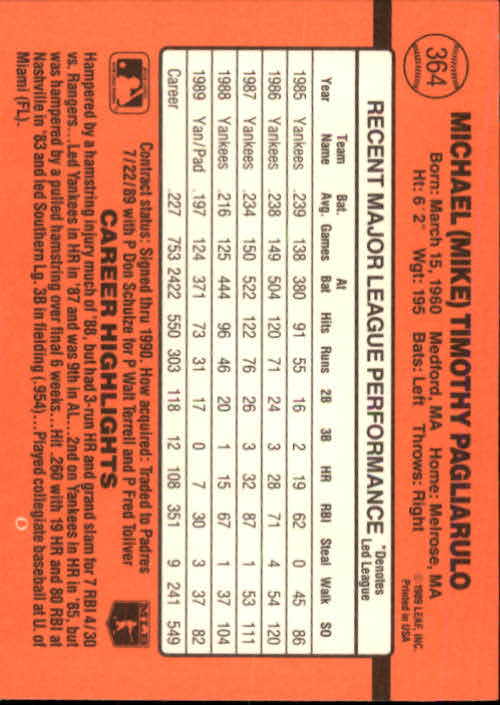 364
MICHAEL (MIKE) TIMOTHY PAGLIARULO
Born: March 15, 1960 Medford, MA Home: Melrose, MA
Ht: 6' 2" Wgt: 195 Bats: Left Throws: Right
©1989 LEAF, INC.
Printed in USA
RECENT MAJOR LEAGUE PERFORMANCE
*Denotes
Led League
Year Team Name Bat. Avg. Games At Bat Hits Runs 2B 3B HR RBI Steal Walk SO
1985 Yankees .239 138 380 91 55 16 2 19 62 0 45 86
1986 Yankees .238 149 504 120 71 24 3 28 71 4 54 120
1987 Yankees .234 150 522 122 76 26 3 32 87 1 53 111
1988 Yankees .216 125 444 96 46 20 1 15 67 1 37 104
1989 Yan/Pad .197 124 371 73 31 17 0 7 30 3 37 82
Career .227 753 2422 550 303 118 12 108 351 9 241 549
Contract status: Signed thru 1990. How acquired: Traded to Padres
7/22/89 with P Don Schulze for P Walt Terrell and P Fred Toliver
MLB
CAREER HIGHLIGHTS
Hampered by a hamstring injury much of '88, but had 3-run HR and grand slam for 7 RBI 4/30
vs. Rangers...Led Yankees in HR in '87 and was 9th in AL...2nd on Yankees in HR in '85, but
was hampered by a pulled hamstring over final 6 weeks...Hit .260 with 19 HR and 80 RBI at
Nashville in '83 and led Southern Lg. 3B in fielding (.954)...Played collegiate baseball at U. of
Miami (FL).